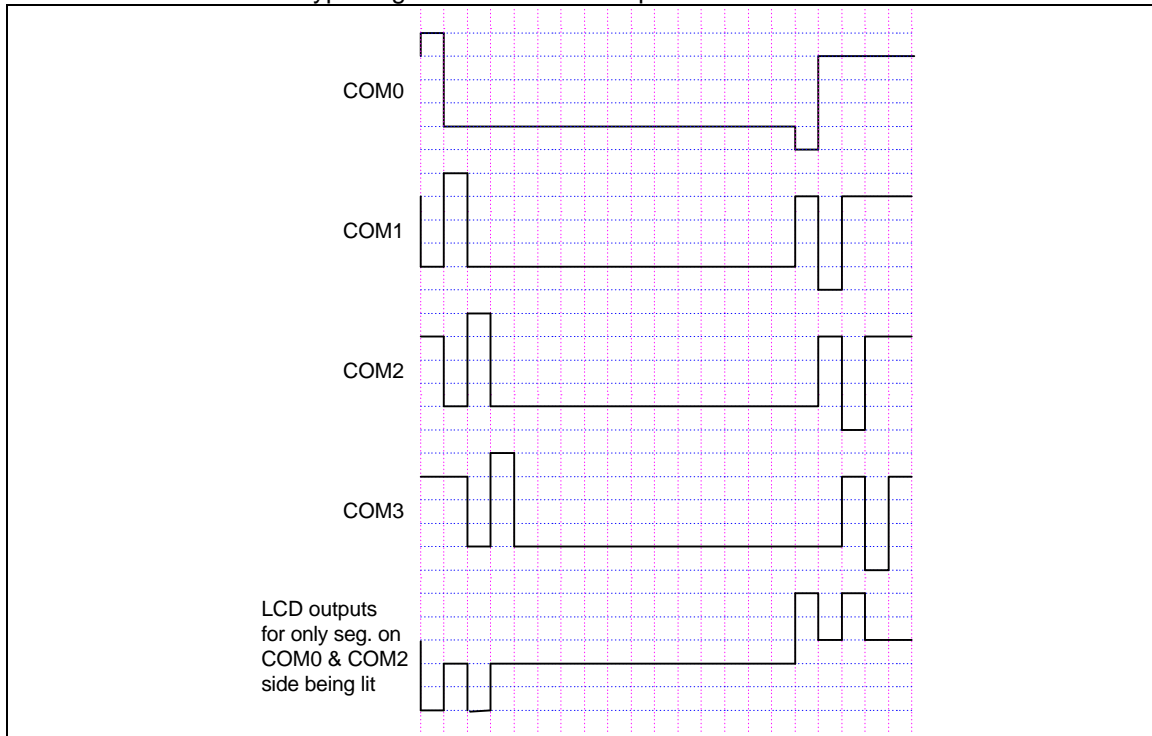 COM0
COM1
COM2
COM3
LCD outputs
for only seg. on
COM0 & COM2
side being lit